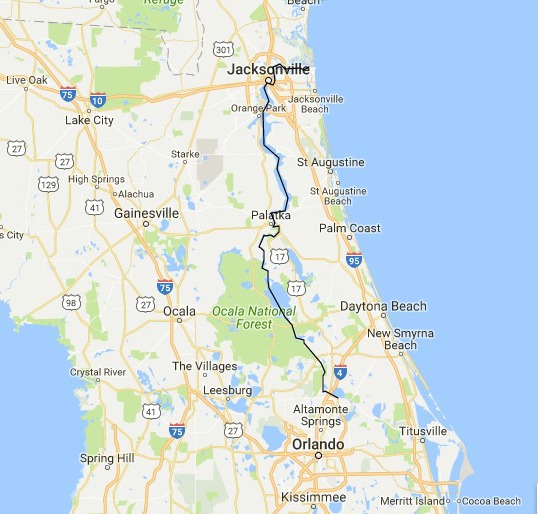 Fargo
Refuge
Beach
301
Jacksonville
Live Oak
75
10
Lake City
Orange Park
Jacksonville
Beach
27
27
Starke
St Augustine
129
High Springs
Alachua
St Augustine
Beach
41
Gainesville
Palatka
s City
Palm Coast
17
95
75
17
98
27
Ocala
Ocala National
Forest
Daytona Beach
New Smyrna
Beach
Crystal River
The Villages
4
Leesburg
41
75
27
Altamonte
Springs
Titusville
Orlando
Spring Hill
Kissimmee
Merritt Island
Cocoa Beach